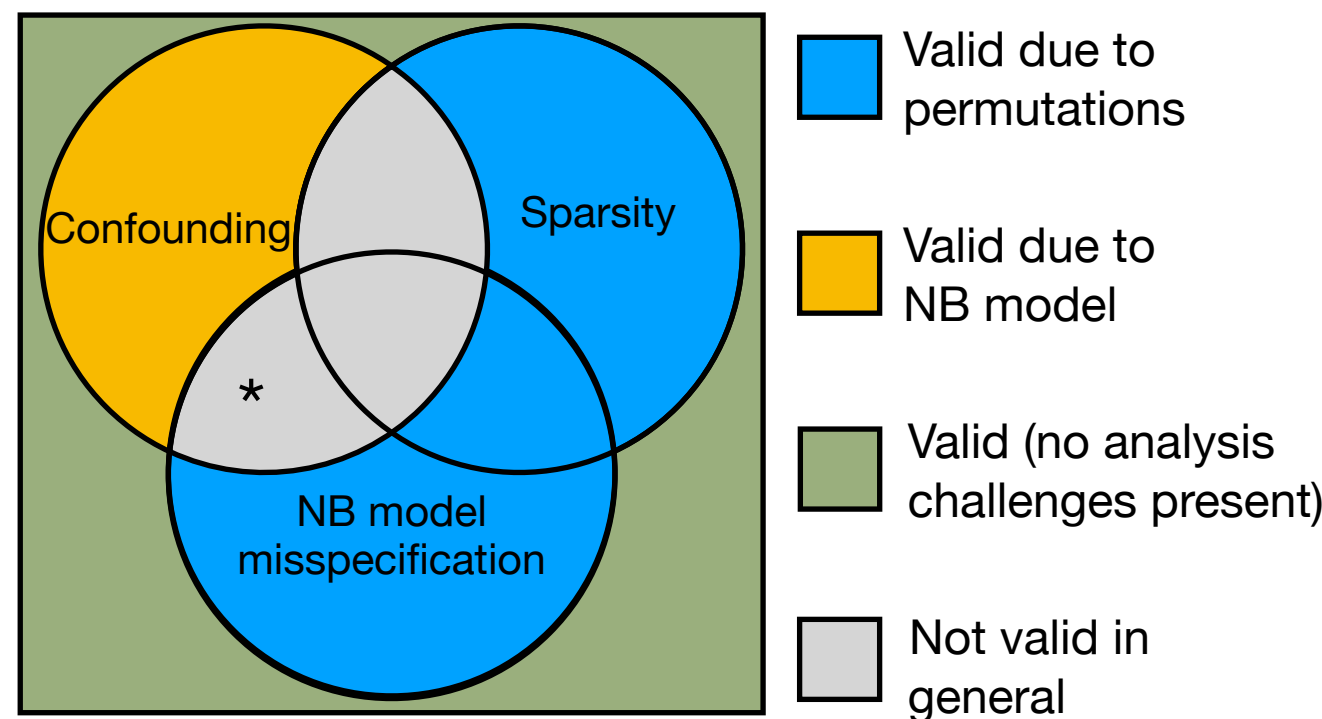 Confounding
Sparsity
*
NB model
misspecification
Valid due to
permutations
Valid due to
NB model
Valid (no analysis
challenges present)
Not valid in
general